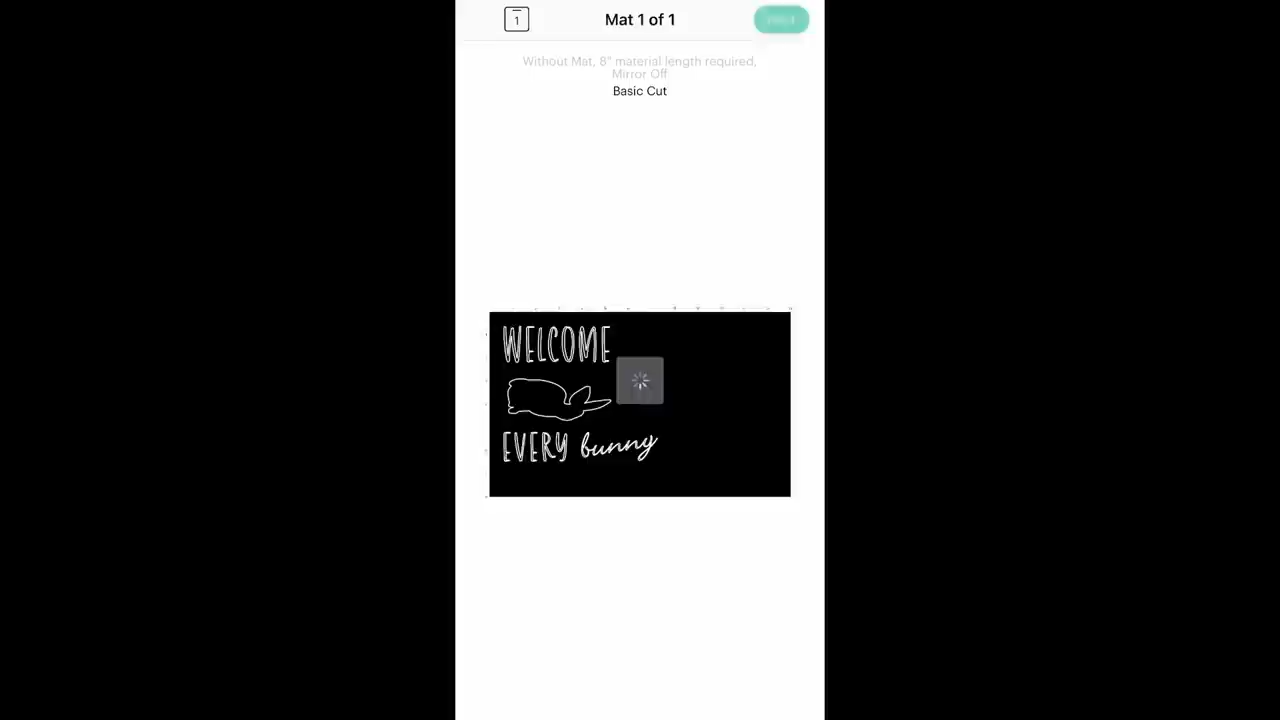 1
Mat 1 of 1
Without Mat, 8" material length required,
Mirror Off
Basic Cut
WELCOME
EVERY bunny